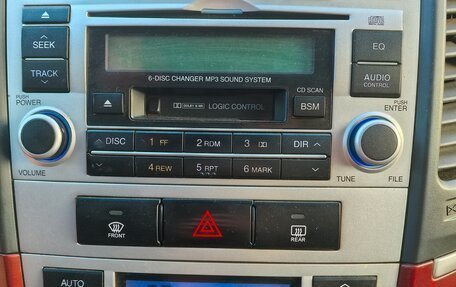 SEEK
EQ
TRACK
AUDIO
CONTROL
6-DISC CHANGER MP3 SOUND SYSTEM
CD SCAN
DOLBY B NR
LOGIC CONTROL
BSM
PUSH
POWER
PUSH
ENTER
DISC
1 FF
2 RDM
3
DIR
4 REW
5 RPT
6 MARK
VOLUME
TUNE
FILE
FRONT
REAR
AUTO